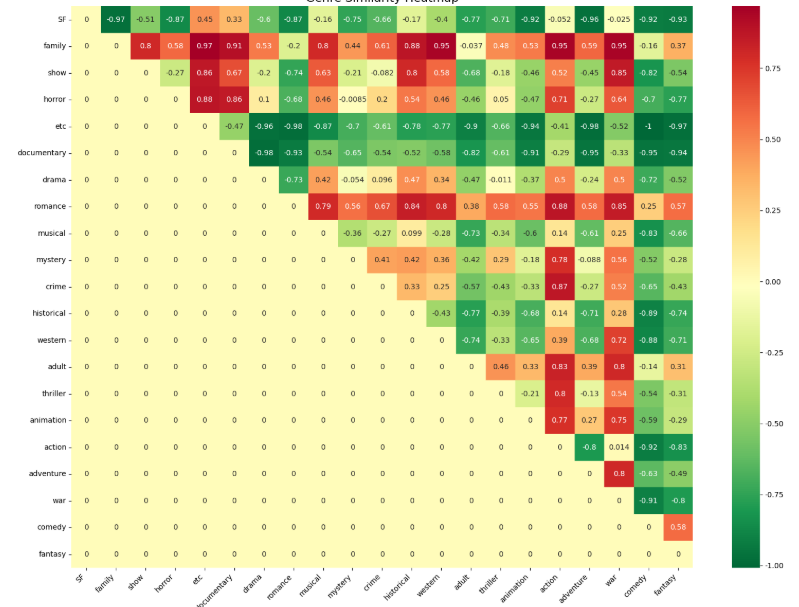 Genre Similarity Heatmap
SF 0 -0.97 -0.51 -0.87 0.45 0.33 -0.6 -0.87 -0.16 -0.75 -0.66 -0.17 -0.4 -0.77 -0.71 -0.92 -0.052 -0.96 -0.025 -0.92 -0.93
family 0 0 0.8 0.58 0.97 0.91 0.53 -0.2 0.8 0.44 0.61 0.88 0.95 -0.037 0.48 0.53 0.95 0.59 0.95 -0.16 0.37
show 0 0 0 -0.27 0.86 0.67 -0.2 -0.74 0.63 -0.21 -0.082 0.8 0.58 -0.68 -0.18 -0.46 0.52 -0.45 0.85 -0.82 -0.54
horror 0 0 0 0 0.88 0.86 0.1 -0.68 0.46 -0.0085 0.2 0.54 0.46 -0.46 0.05 -0.47 0.71 -0.27 0.64 -0.7 -0.77
etc 0 0 0 0 0 -0.47 -0.96 -0.98 -0.87 -0.7 -0.61 -0.78 -0.77 -0.9 -0.66 -0.94 -0.41 -0.98 -0.52 -1 -0.97
documentary 0 0 0 0 0 0 -0.98 -0.93 -0.54 -0.65 -0.54 -0.52 -0.58 -0.82 -0.61 -0.91 -0.29 -0.95 -0.33 -0.95 -0.94
drama 0 0 0 0 0 0 0 -0.73 0.42 -0.054 0.096 0.47 0.34 -0.47 -0.011 -0.37 0.5 -0.24 0.5 -0.72 -0.52
romance 0 0 0 0 0 0 0 0 0.79 0.56 0.67 0.84 0.8 0.38 0.58 0.55 0.88 0.58 0.85 0.25 0.57
musical 0 0 0 0 0 0 0 0 0 -0.36 -0.27 0.099 -0.28 -0.73 -0.34 -0.6 0.14 -0.61 0.25 -0.83 -0.66
mystery 0 0 0 0 0 0 0 0 0 0 0.41 0.42 0.36 -0.42 0.29 -0.18 0.78 -0.088 0.56 -0.52 -0.28
crime 0 0 0 0 0 0 0 0 0 0 0 0.33 0.25 -0.57 -0.43 -0.33 0.87 -0.27 0.52 -0.65 -0.43
historical 0 0 0 0 0 0 0 0 0 0 0 0 -0.43 -0.77 -0.39 -0.68 0.14 -0.71 0.28 -0.89 -0.74
western 0 0 0 0 0 0 0 0 0 0 0 0 0 -0.74 -0.33 -0.65 0.39 -0.68 0.72 -0.88 -0.71
adult 0 0 0 0 0 0 0 0 0 0 0 0 0 0 0.46 0.33 0.83 0.39 0.8 -0.14 0.31
thriller 0 0 0 0 0 0 0 0 0 0 0 0 0 0 0 -0.21 0.8 -0.13 0.54 -0.54 -0.31
animation 0 0 0 0 0 0 0 0 0 0 0 0 0 0 0 0 0.77 0.27 0.75 -0.59 -0.29
action 0 0 0 0 0 0 0 0 0 0 0 0 0 0 0 0 0 -0.8 0.014 -0.92 -0.83
adventure 0 0 0 0 0 0 0 0 0 0 0 0 0 0 0 0 0 0 0.8 -0.63 -0.49
war 0 0 0 0 0 0 0 0 0 0 0 0 0 0 0 0 0 0 0 -0.91 -0.8
comedy 0 0 0 0 0 0 0 0 0 0 0 0 0 0 0 0 0 0 0 0 0.58
fantasy 0 0 0 0 0 0 0 0 0 0 0 0 0 0 0 0 0 0 0 0 0
SF family show horror etc documentary drama romance musical mystery crime historical western adult thriller animation action adventure war comedy fantasy
0.75
0.50
0.25
0.00
-0.25
-0.50
-0.75
-1.00